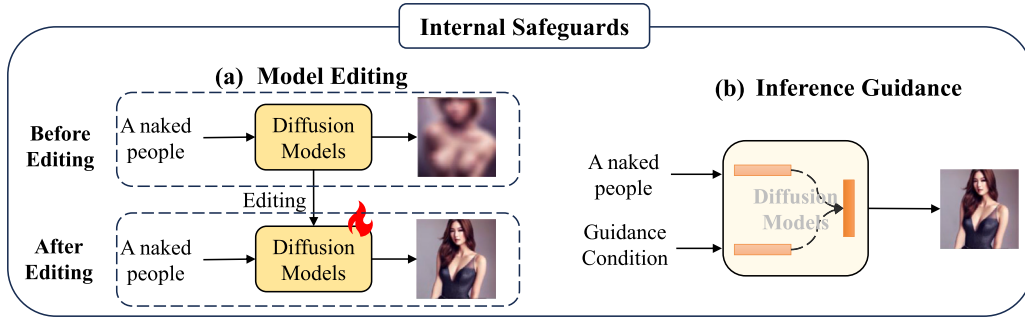 Internal Safeguards
(a) Model Editing
Before
Editing
A naked
people
Diffusion
Models
Editing
After
Editing
A naked
people
Diffusion
Models
(b) Inference Guidance
A naked
people
Guidance
Condition
Diffusion
Models